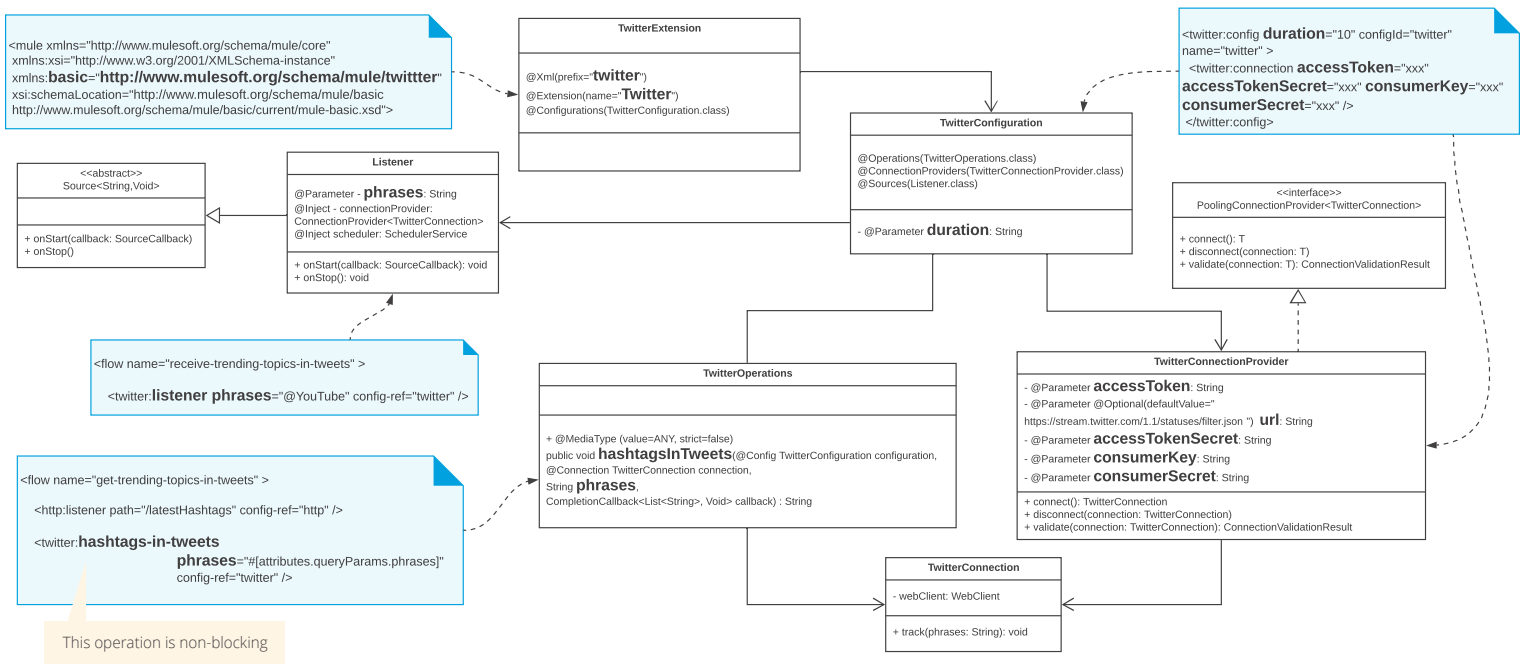 <mule xmlns="http://www.mulesoft.org/schema/mule/core"
xmlns:xsi="http://www.w3.org/2001/XMLSchema-instance"
xmlns:basic="http://www.mulesoft.org/schema/mule/twittter"
xsi:schemaLocation="http://www.mulesoft.org/schema/mule/basic
http://www.mulesoft.org/schema/mule/basic/current/mule-basic.xsd">
TwitterExtension
@Xml(prefix="twitter")
@Extension(name="Twitter")
@Configurations(TwitterConfiguration.class)
<twitter:config duration="10" configId="twitter"
name="twitter" >
<twitter:connection accessToken="xxx"
accessTokenSecret="xxx" consumerKey="xxx"
consumerSecret="xxx" />
</twitter:config>
<<abstract>>
Source<String,Void>
+ onStart(callback: SourceCallback)
+ onStop()
Listener
@Parameter - phrases: String
@Inject - connectionProvider:
ConnectionProvider<TwitterConnection>
@Inject scheduler: SchedulerService
+ onStart(callback: SourceCallback): void
+ onStop(): void
TwitterConfiguration
@Operations(TwitterOperations.class)
@ConnectionProviders(TwitterConnectionProvider.class)
@Sources(Listener.class)
- @Parameter duration: String
<<interface>>
PoolingConnectionProvider<TwitterConnection>
+ connect(): T
+ disconnect(connection: T)
+ validate(connection: T): ConnectionValidationResult
<flow name="receive-trending-topics-in-tweets" >
<twitter:listener phrases="@YouTube" config-ref="twitter" />
TwitterOperations
+ @MediaType (value=ANY, strict=false)
public void hashtagsInTweets(@Config TwitterConfiguration configuration,
@Connection TwitterConnection connection,
String phrases,
CompletionCallback<List<String>, Void> callback) : String
TwitterConnectionProvider
- @Parameter accessToken: String
- @Parameter @Optional(defaultValue="
https://stream.twitter.com/1.1/statuses/filter.json ") url: String
- @Parameter accessTokenSecret: String
- @Parameter consumerKey: String
- @Parameter consumerSecret: String
+ connect(): TwitterConnection
+ disconnect(connection: TwitterConnection)
+ validate(connection: TwitterConnection): ConnectionValidationResult
<flow name="get-trending-topics-in-tweets" >
<http:listener path="/latestHashtags" config-ref="http" />
<twitter:hashtags-in-tweets
phrases="#[attributes.queryParams.phrases]"
config-ref="twitter" />
This operation is non-blocking
TwitterConnection
- webClient: WebClient
+ track(phrases: String): void